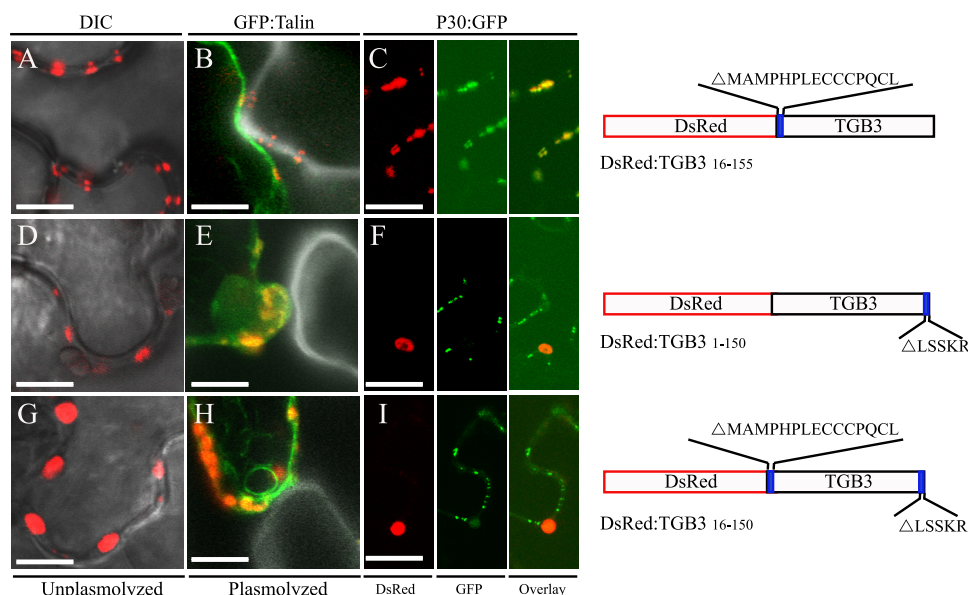 DIC GFP:Talin P30:GFP
A B C
△MAMPHPLECCCPQCL
DsRed TGB3
DsRed:TGB3 16-155
D E F
DsRed TGB3
DsRed:TGB3 1-150
△LSSKR
G H I
△MAMPHPLECCCPQCL
DsRed TGB3
DsRed:TGB3 16-150
△LSSKR
Unplasmolyzed Plasmolyzed DsRed GFP Overlay